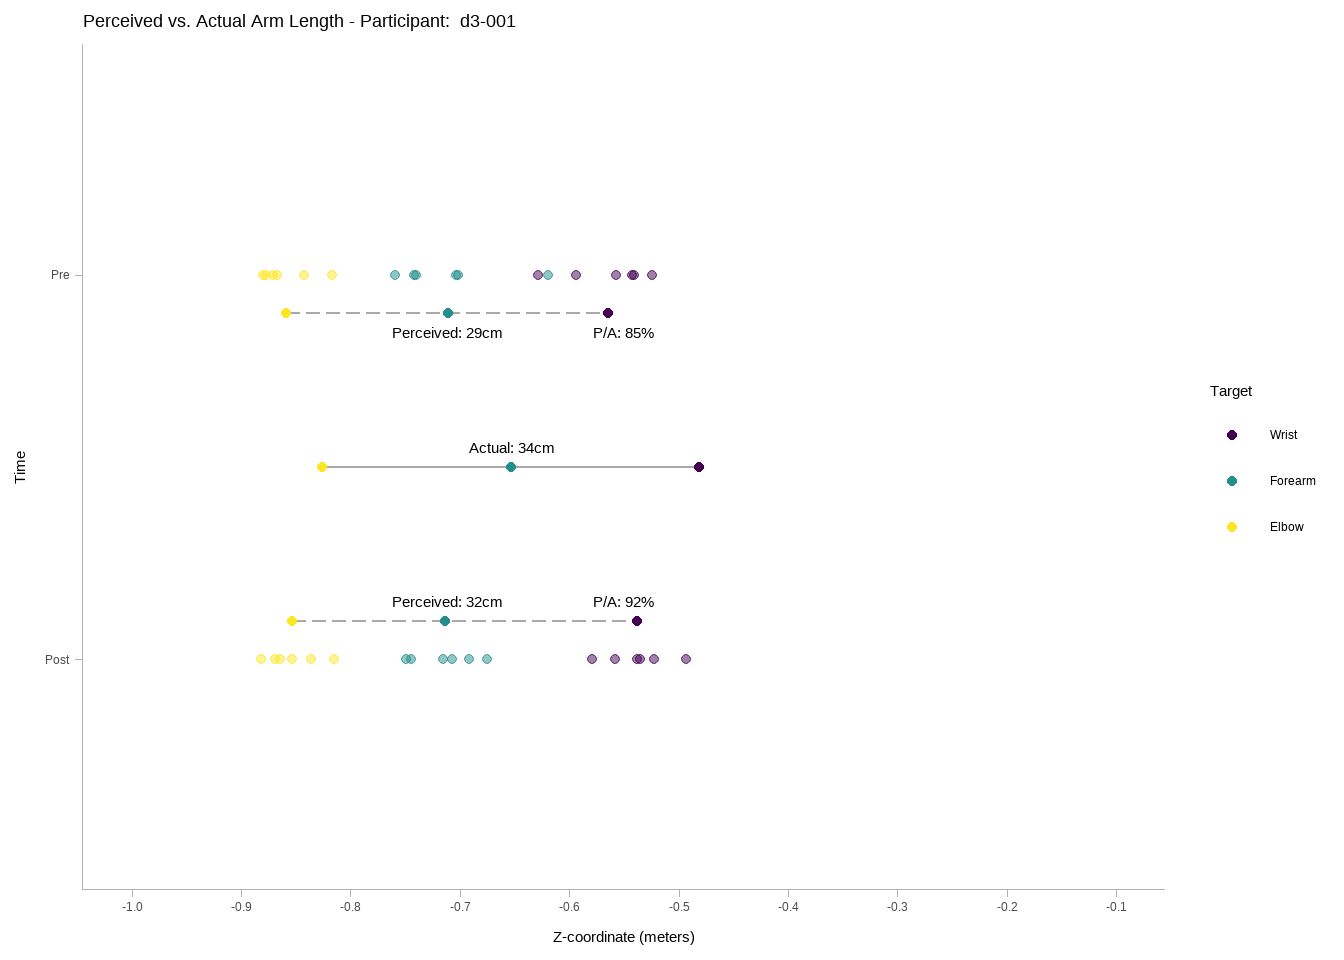 Perceived vs. Actual Arm Length - Participant:  d3-001
Pre
Perceived: 29cm
P/A: 85%
Actual: 34cm
Time
Perceived: 32cm
P/A: 92%
Post
Target
Wrist
Forearm
Elbow
-1.0 -0.9 -0.8 -0.7 -0.6 -0.5 -0.4 -0.3 -0.2 -0.1
Z-coordinate (meters)